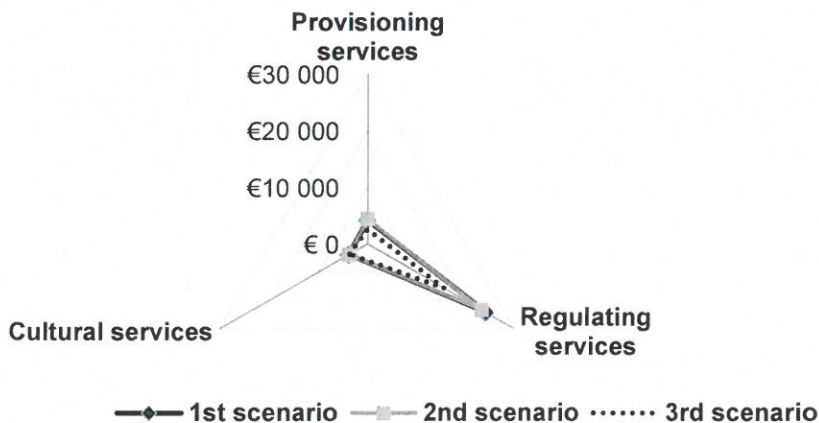 Provisioning
services
€30 000
€20 000
€10 000
€ 0
Cultural services
Regulating
services
1st scenario 2nd scenario 3rd scenario